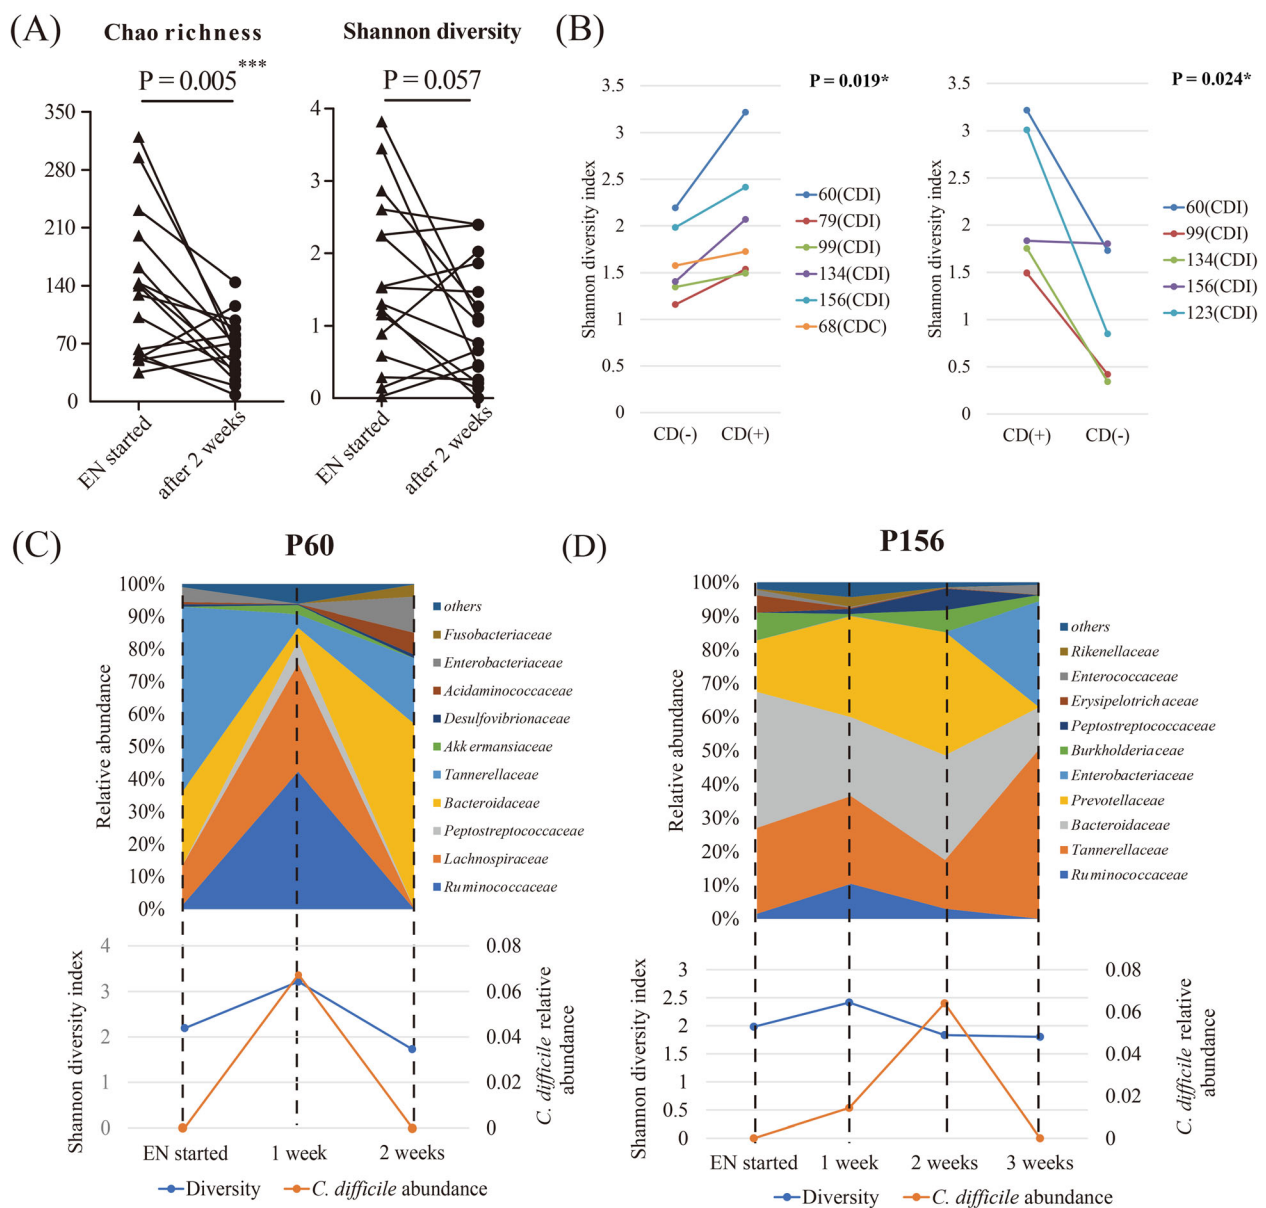 (A)
Chao richness
P = 0.005***
350
280
210
140
70
0
EN started
after 2 weeks
Shannon diversity
P = 0.057
4
3
2
1
0
EN started
after 2 weeks
(B)
P = 0.019*
Shannon diversity index
3.5
3
2.5
2
1.5
1
0.5
0
CD(-)
CD(+)
60(CDI)
79(CDI)
99(CDI)
134(CDI)
156(CDI)
68(CDC)
P = 0.024*
Shannon diversity index
3.5
3
2.5
2
1.5
1
0.5
0
CD(+)
CD(-)
60(CDI)
99(CDI)
134(CDI)
156(CDI)
123(CDI)
(C)
P60
Relative abundance
100%
90%
80%
70%
60%
50%
40%
30%
20%
10%
0%
others
Fusobacteriaceae
Enterobacteriaceae
Acidaminococcaceae
Desulfovibrionaceae
Akkermansiaceae
Tannerellaceae
Bacteroidaceae
Peptostreptococcaceae
Lachnospiraceae
Ruminococcaceae
Shannon diversity index
4
3
2
1
0
0.08
0.06
0.04
0.02
0
C. difficile relative
abundance
EN started
1 week
2 weeks
Diversity
C. difficile abundance
(D)
P156
Relative abundance
100%
90%
80%
70%
60%
50%
40%
30%
20%
10%
0%
others
Rikenellaceae
Enterococcaceae
Erysipelotrichaceae
Peptostreptococcaceae
Burkholderiaceae
Enterobacteriaceae
Prevotellaceae
Bacteroidaceae
Tannerellaceae
Ruminococcaceae
Shannon diversity index
3
2.5
2
1.5
1
0.5
0
0.08
0.06
0.04
0.02
0
C. difficile relative
abundance
EN started
1 week
2 weeks
3 weeks
Diversity
C. difficile abundance